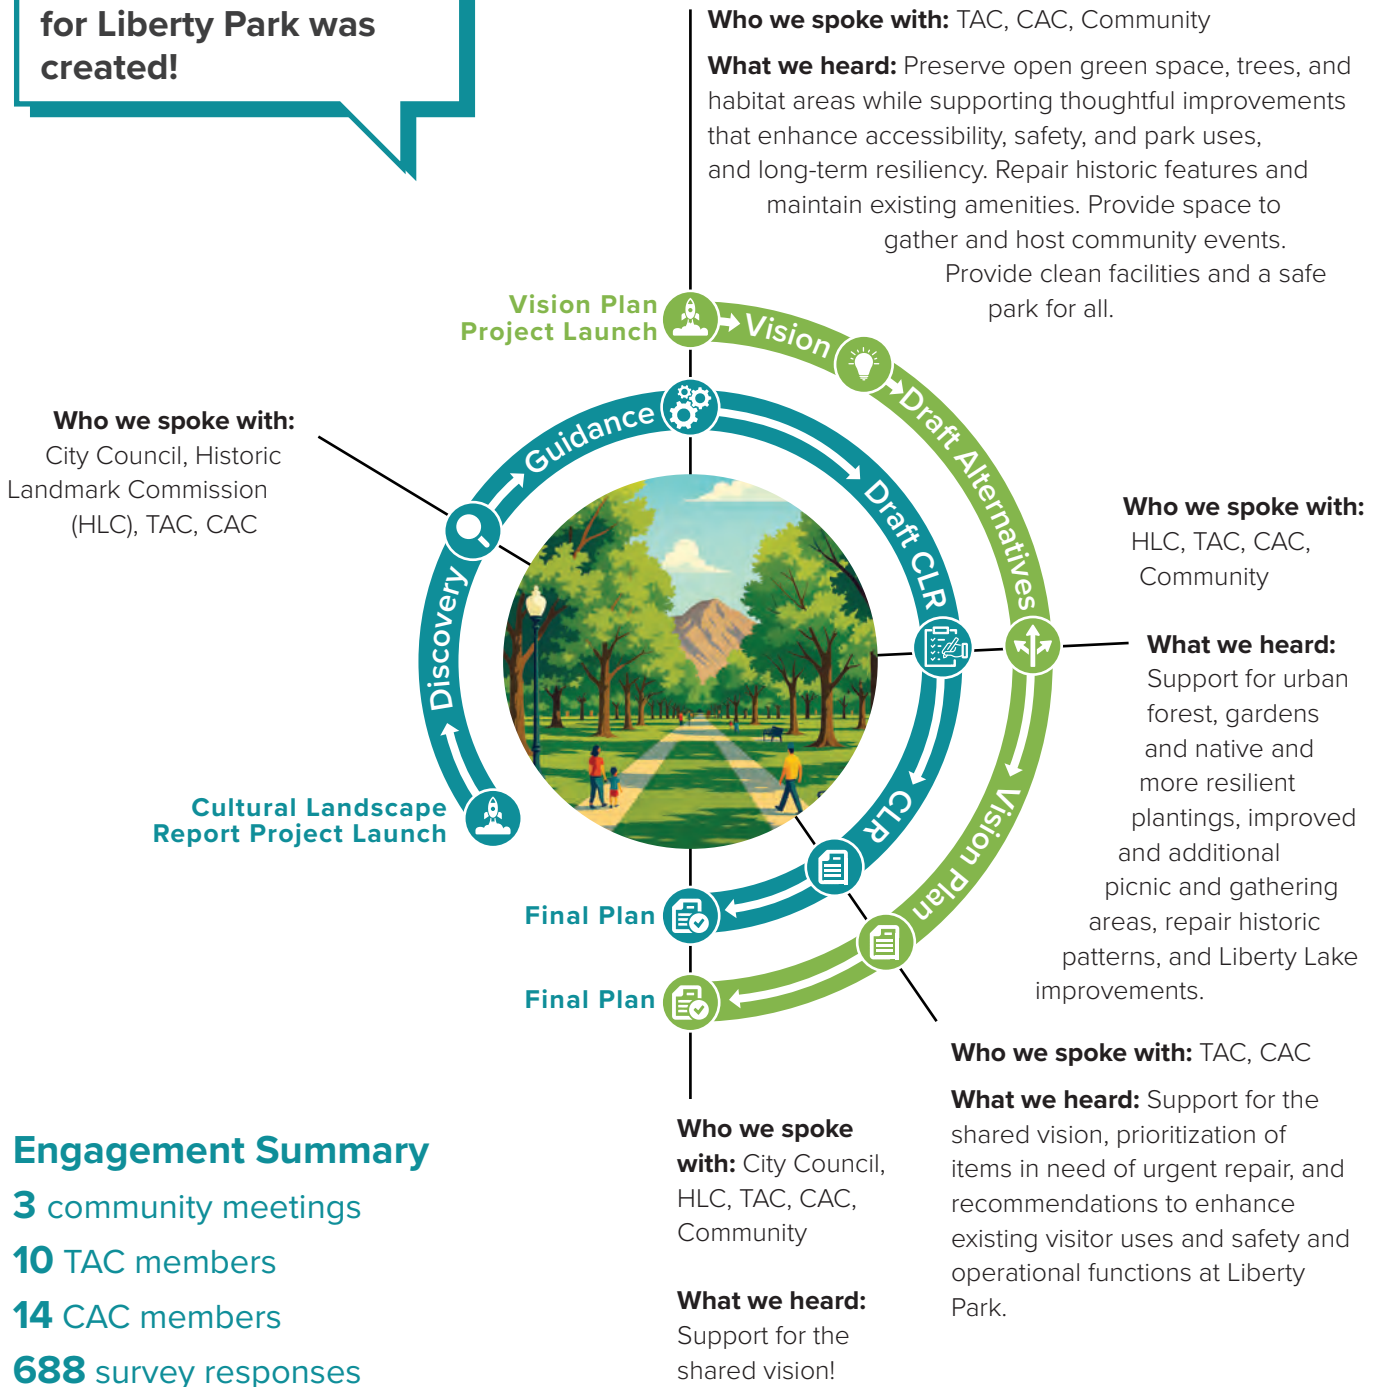 for Liberty Park was
created!
Who we spoke with: TAC, CAC, Community
What we heard: Preserve open green space, trees, and
habitat areas while supporting thoughtful improvements
that enhance accessibility, safety, and park uses,
and long-term resiliency. Repair historic features and
maintain existing amenities. Provide space to
gather and host community events.
Provide clean facilities and a safe
park for all.
Vision Plan
Project Launch
Vision
Draft Alternatives
Vision Plan
Who we spoke with:
City Council, Historic
Landmark Commission
(HLC), TAC, CAC
Guidance
Discovery
Draft CLR
CLR
Cultural Landscape
Report Project Launch
Final Plan
Final Plan
Who we spoke with:
HLC, TAC, CAC,
Community
What we heard:
Support for urban
forest, gardens
and native and
more resilient
plantings, improved
and additional
picnic and gathering
areas, repair historic
patterns, and Liberty Lake
improvements.
Who we spoke with: TAC, CAC
What we heard: Support for the
shared vision, prioritization of
items in need of urgent repair, and
recommendations to enhance
existing visitor uses and safety and
operational functions at Liberty
Park.
Who we spoke
with: City Council,
HLC, TAC, CAC,
Community
What we heard:
Support for the
shared vision!
Engagement Summary
3 community meetings
10 TAC members
14 CAC members
688 survey responses